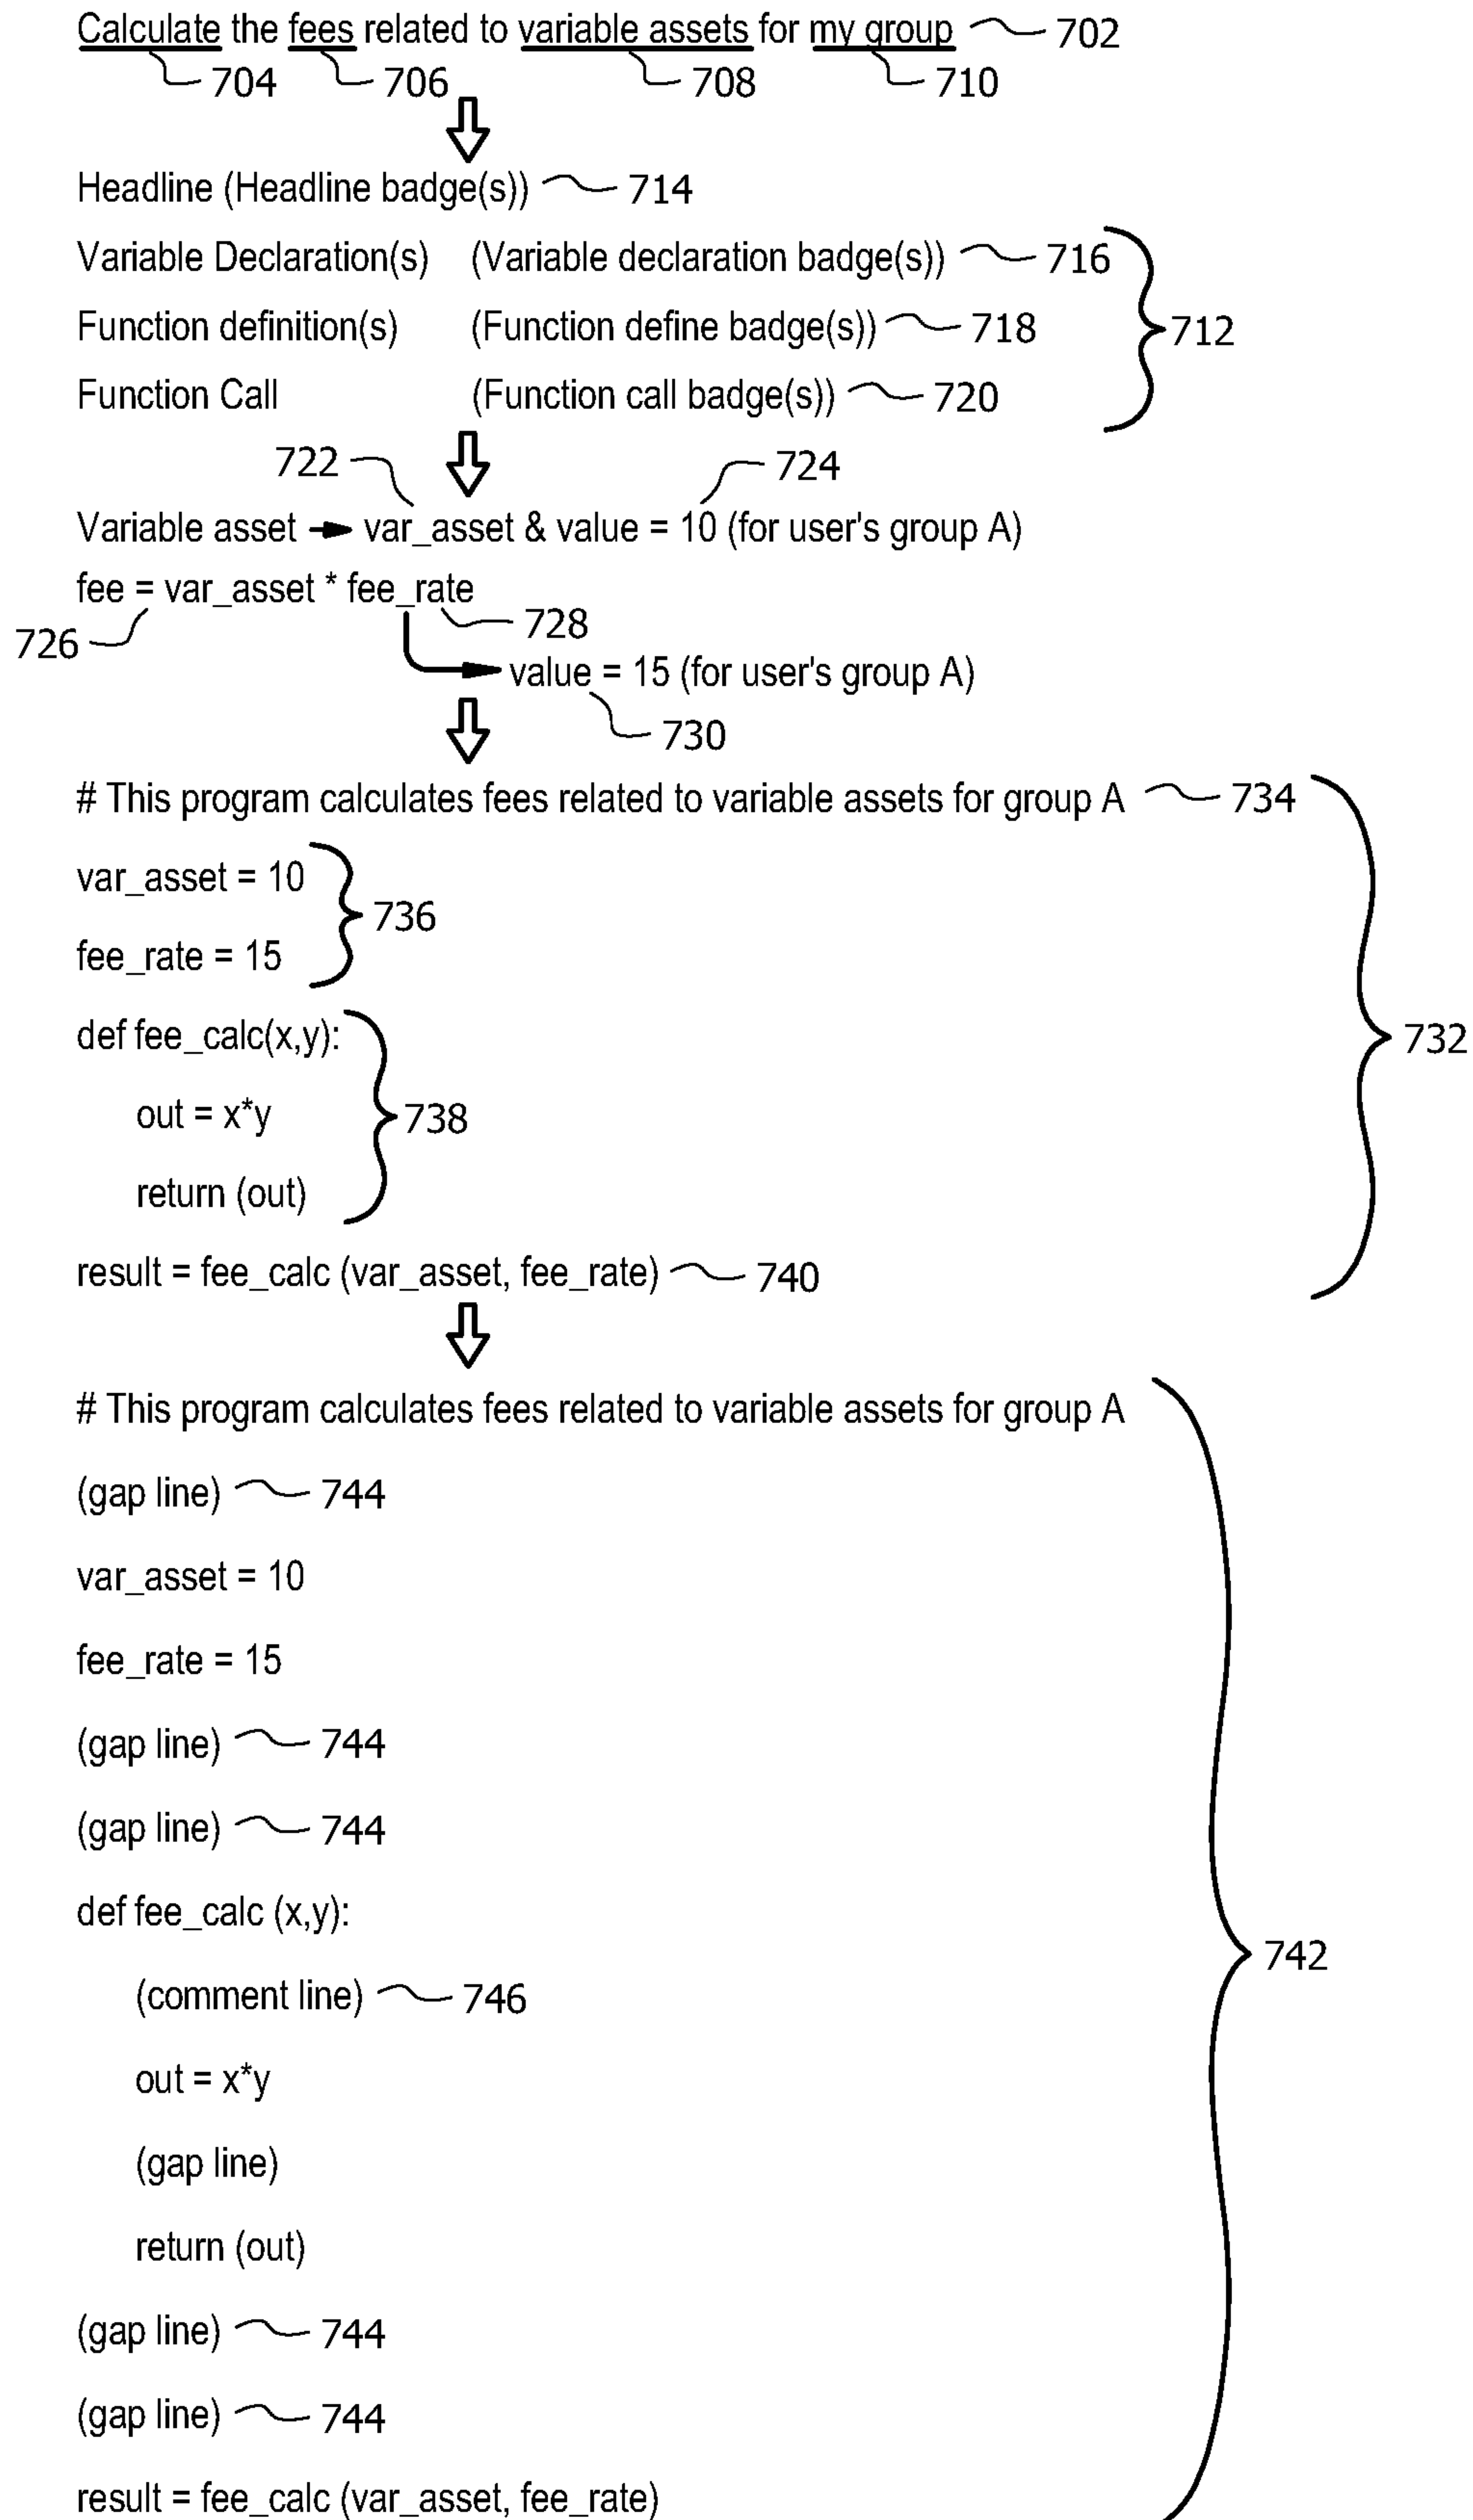 Calculate the fees related to variable assets for my group 702
704 706 708 710
Headline (Headline badge(s)) 714
Variable Declaration(s) (Variable declaration badge(s)) 716
Function definition(s) (Function define badge(s)) 718
712
Function Call (Function call badge(s)) 720
722 724
Variable asset → var_asset & value = 10 (for user's group A)
fee = var_asset * fee_rate
726 728
value = 15 (for user's group A)
730
# This program calculates fees related to variable assets for group A 734
var_asset = 10
736
fee_rate = 15
def fee_calc(x,y):
732
out = x*y
738
return (out)
result = fee_calc (var_asset, fee_rate) 740
# This program calculates fees related to variable assets for group A
(gap line) 744
var_asset = 10
fee_rate = 15
(gap line) 744
(gap line) 744
def fee_calc (x,y):
742
(comment line) 746
out = x*y
(gap line)
return (out)
(gap line) 744
(gap line) 744
result = fee_calc (var_asset, fee_rate)